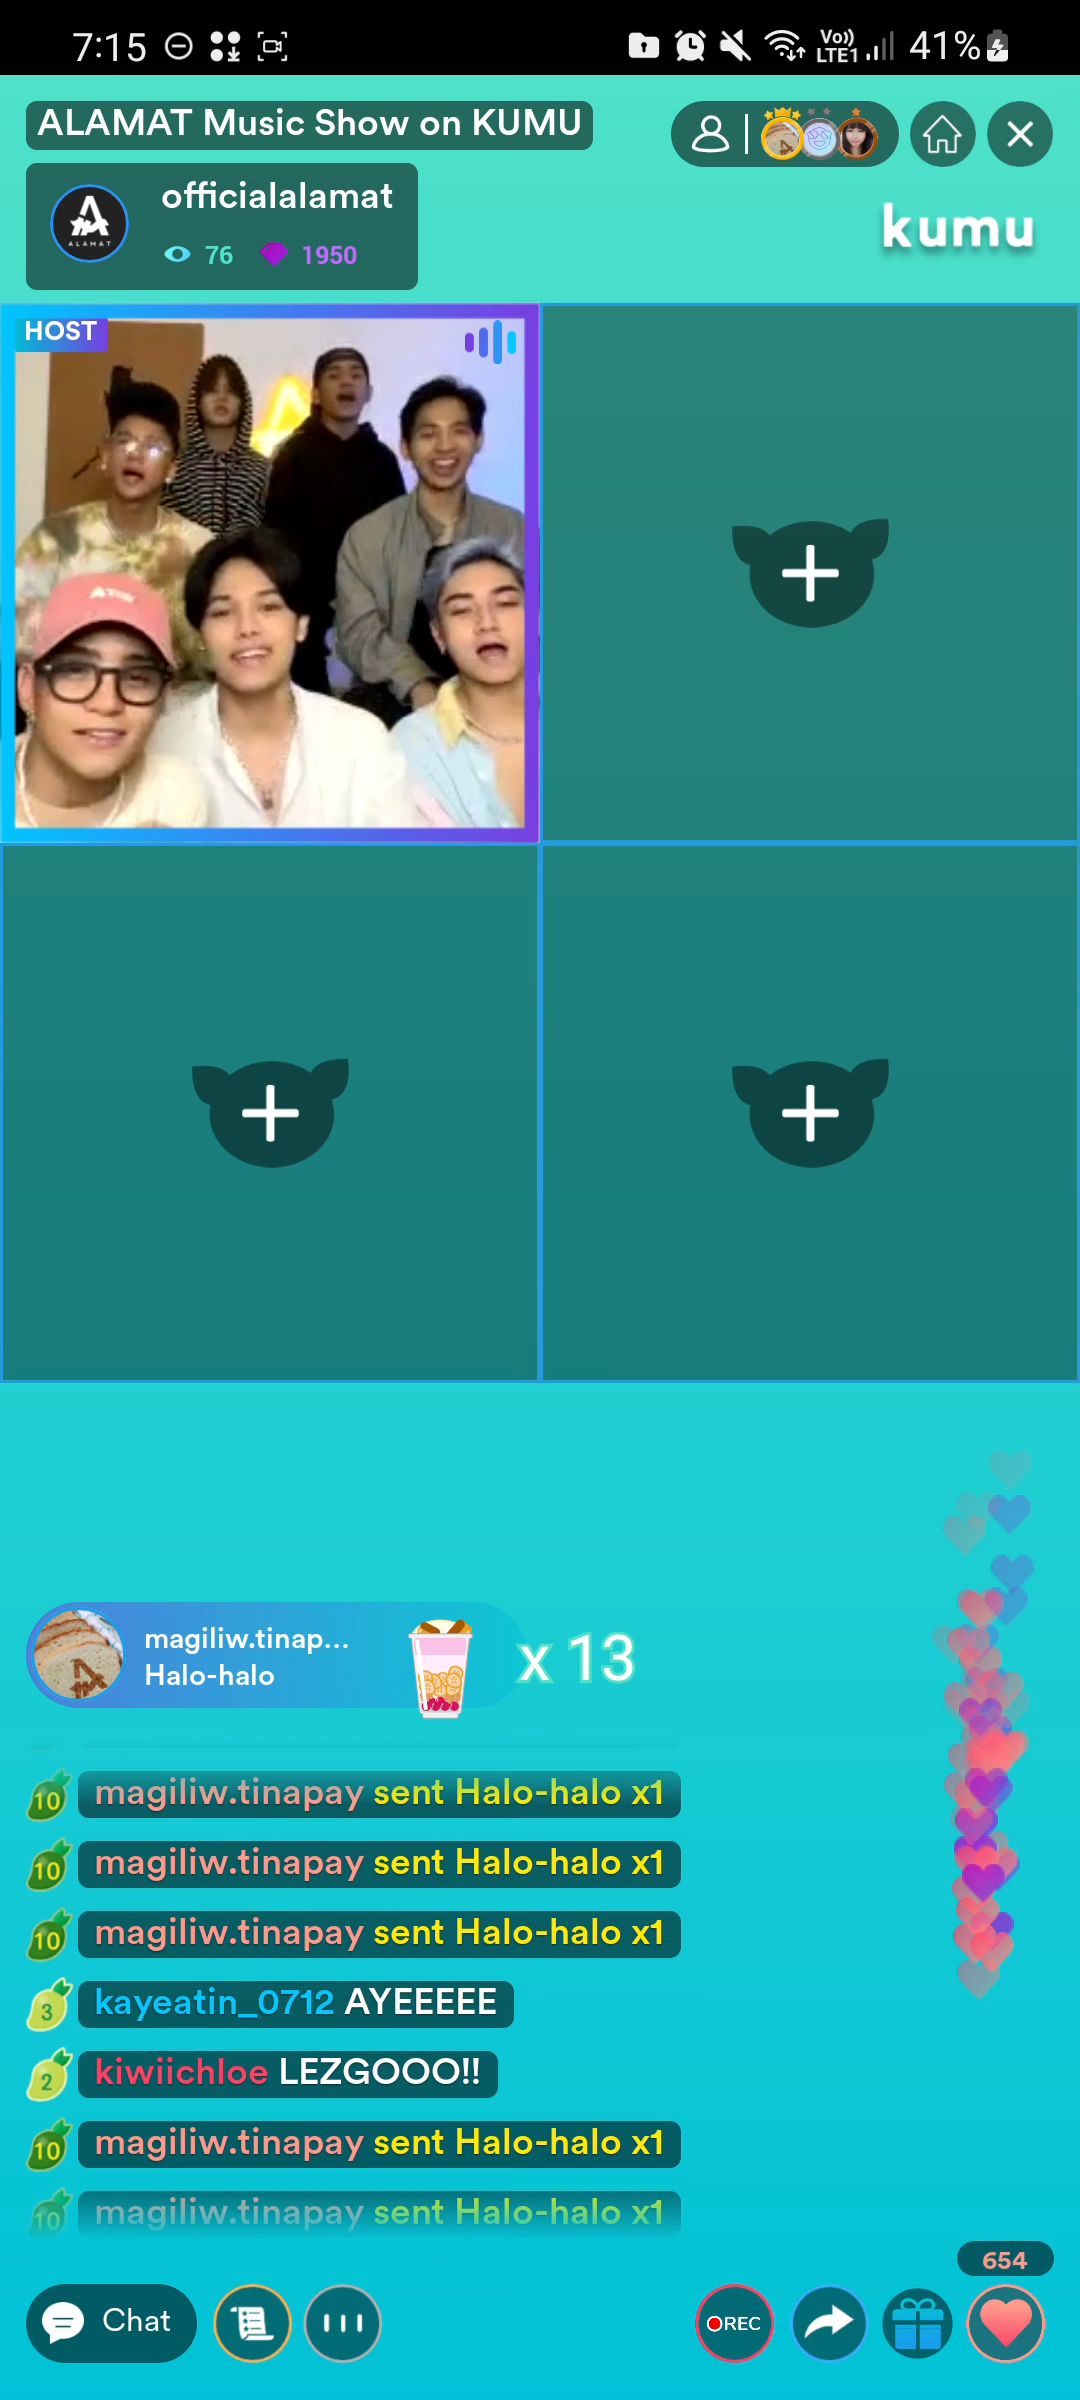 7:15
Vo))
LTE1
41%
ALAMAT Music Show on KUMU
officialalamat
ALAMAT
76
1950
kumu
HOST
magiliw.tinap...
Halo-halo
x 13
10 magiliw.tinapay sent Halo-halo x1
10 magiliw.tinapay sent Halo-halo x1
10 magiliw.tinapay sent Halo-halo x1
3 kayeatin_0712 AYEEEEE
2 kiwiichloe LEZGOOO!!
10 magiliw.tinapay sent Halo-halo x1
10 magiliw.tinapay sent Halo-halo x1
654
Chat
REC